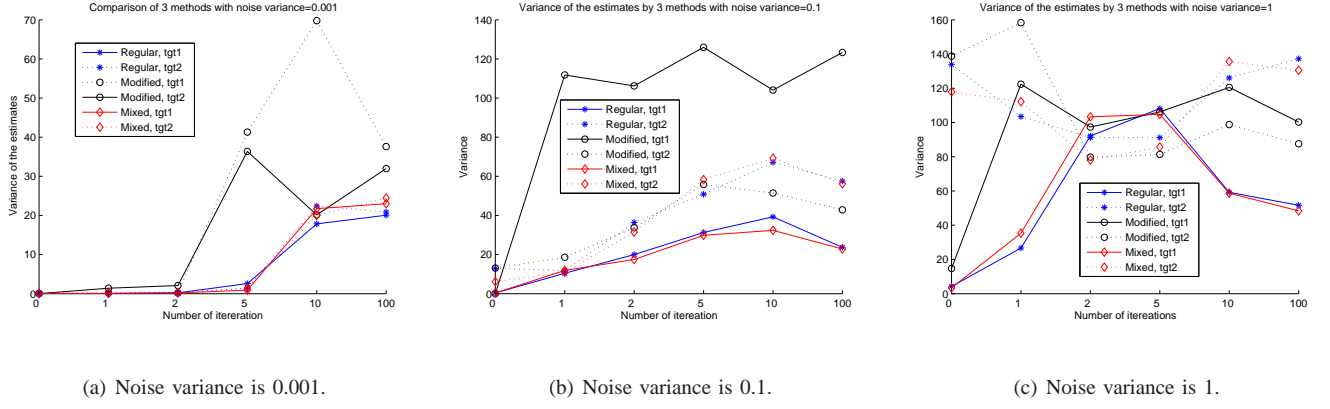 Comparison of 3 methods with noise variance=0.001
Variance of the estimates
70
60
50
40
30
20
10
0
Regular, tgt1
Regular, tgt2
Modified, tgt1
Modified, tgt2
Mixed, tgt1
Mixed, tgt2
0 1 2 5 10 100
Number of itereration
(a) Noise variance is 0.001.
Variance of the estimates by 3 methods with noise variance=0.1
Variance
140
120
100
80
60
40
20
0
Regular, tgt1
Regular, tgt2
Modified, tgt1
Modified, tgt2
Mixed, tgt1
Mixed, tgt2
0 1 2 5 10 100
Number of itereation
(b) Noise variance is 0.1.
Variance of the estimates by 3 methods with noise variance=1
Variance
160
140
120
100
80
60
40
20
0
Regular, tgt1
Regular, tgt2
Modified, tgt1
Modified, tgt2
Mixed, tgt1
Mixed, tgt2
0 1 2 5 10 100
Number of itereations
(c) Noise variance is 1.